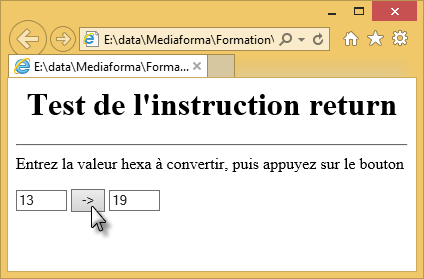 E:\data\Mediaforma\Formation\
E:\data\Mediaforma\Forma...
Test de l'instruction return
Entrez la valeur hexa à convertir, puis appuyez sur le bouton
13 -> 19